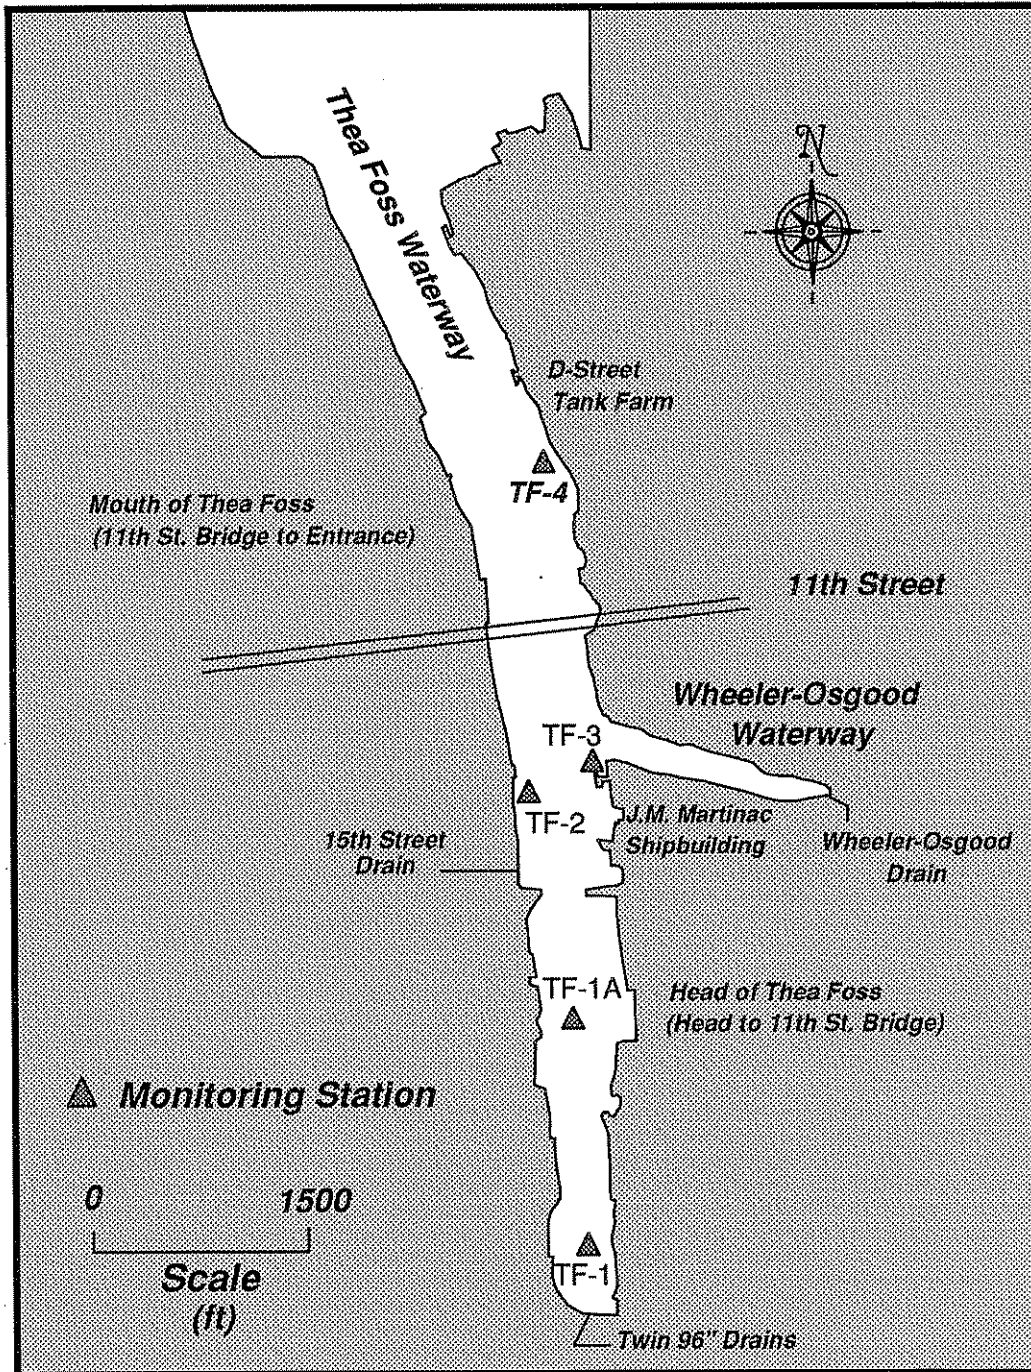 Thea Foss Waterway
N
D-Street
Tank Farm
TF-4
Mouth of Thea Foss
(11th St. Bridge to Entrance)
11th Street
Wheeler-Osgood
Waterway
TF-3
TF-2
J.M. Martinac
Shipbuilding
15th Street
Drain
Wheeler-Osgood
Drain
TF-1A
Head of Thea Foss
(Head to 11th St. Bridge)
Monitoring Station
0 1500
Scale
(ft)
TF-1
Twin 96" Drains